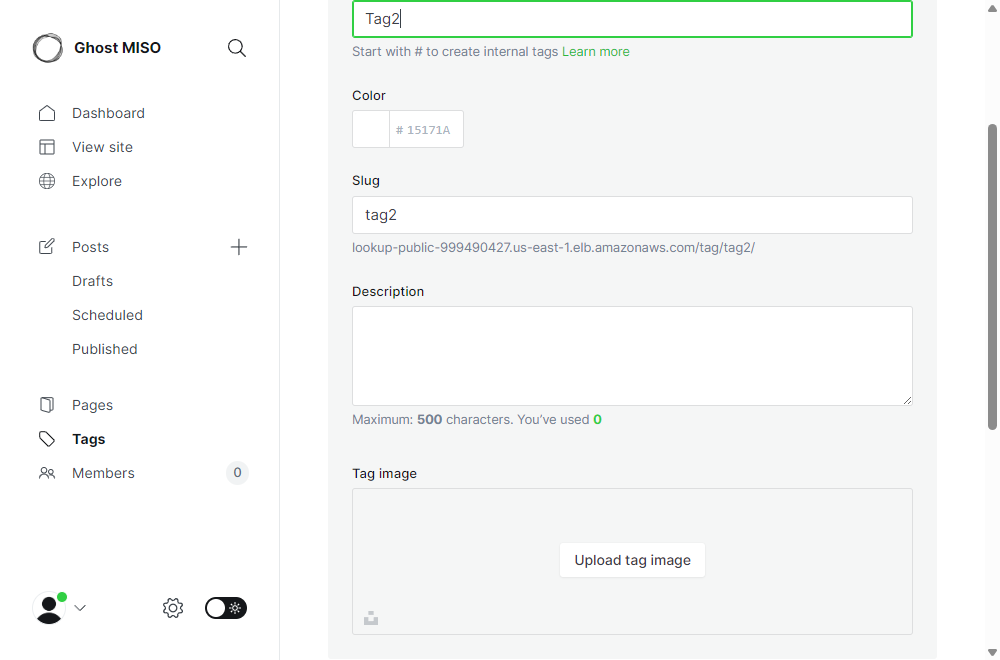 Ghost MISO
Dashboard
View site
Explore
Posts
Drafts
Scheduled
Published
Pages
Tags
Members
0
Tag2
Start with # to create internal tags Learn more
Color
# 15171A
Slug
tag2
lookup-public-999490427.us-east-1.elb.amazonaws.com/tag/tag2/
Description
Maximum: 500 characters. You’ve used 0
Tag image
Upload tag image